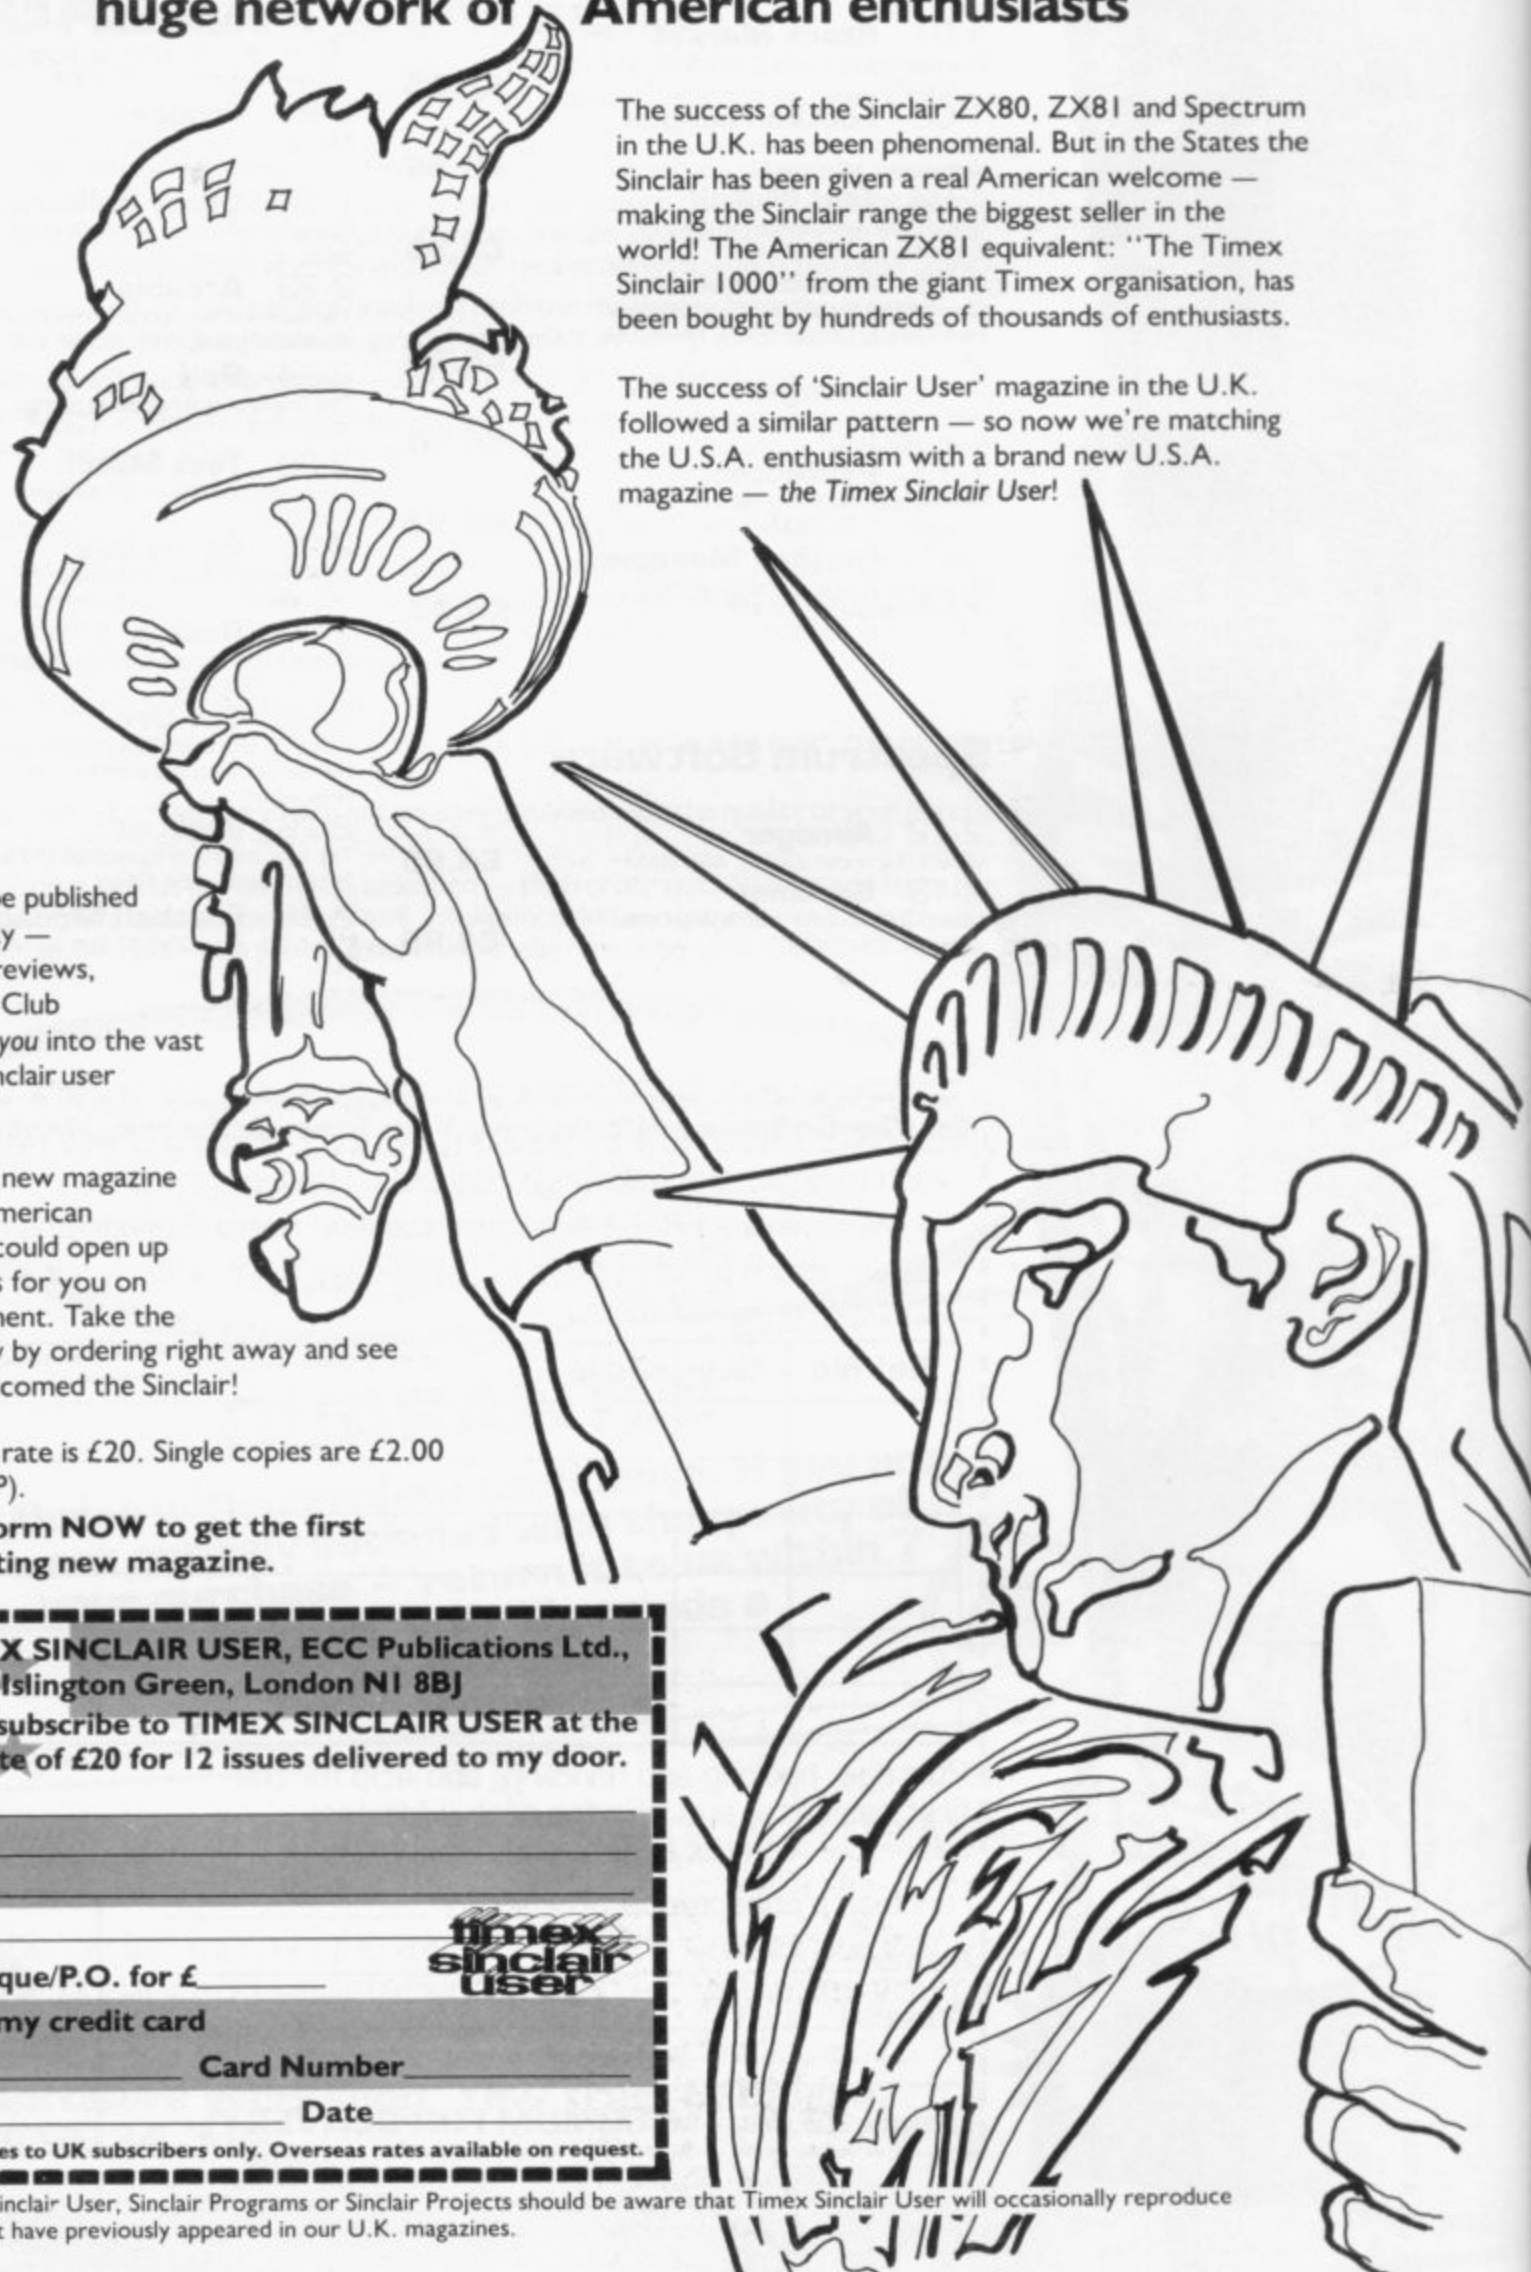 huge network of American enthusiasts
The success of the Sinclair ZX80, ZX81 and Spectrum
in the U.K. has been phenomenal. But in the States the
Sinclair has been given a real American welcome —
making the Sinclair range the biggest seller in the
world! The American ZX81 equivalent: "The Timex
Sinclair 1000" from the giant Timex organisation, has
been bought by hundreds of thousands of enthusiasts.
The success of 'Sinclair User' magazine in the U.K.
followed a similar pattern — so now we're matching
the U.S.A. enthusiasm with a brand new U.S.A.
magazine — the Timex Sinclair User!
e published
y —
eviews,
Club
you into the vast
nclair user
new magazine
merican
could open up
s for you on
ment. Take the
y by ordering right away and see
comed the Sinclair!
rate is £20. Single copies are £2.00
P).
orm NOW to get the first
ting new magazine.
X SINCLAIR USER, ECC Publications Ltd.,
Islington Green, London N1 8BJ
subscribe to TIMEX SINCLAIR USER at the
te of £20 for 12 issues delivered to my door.
timex
sinclair
user
que/P.O. for £
my credit card
Card Number
Date
es to UK subscribers only. Overseas rates available on request.
inclair User, Sinclair Programs or Sinclair Projects should be aware that Timex Sinclair User will occasionally reproduce
t have previously appeared in our U.K. magazines.